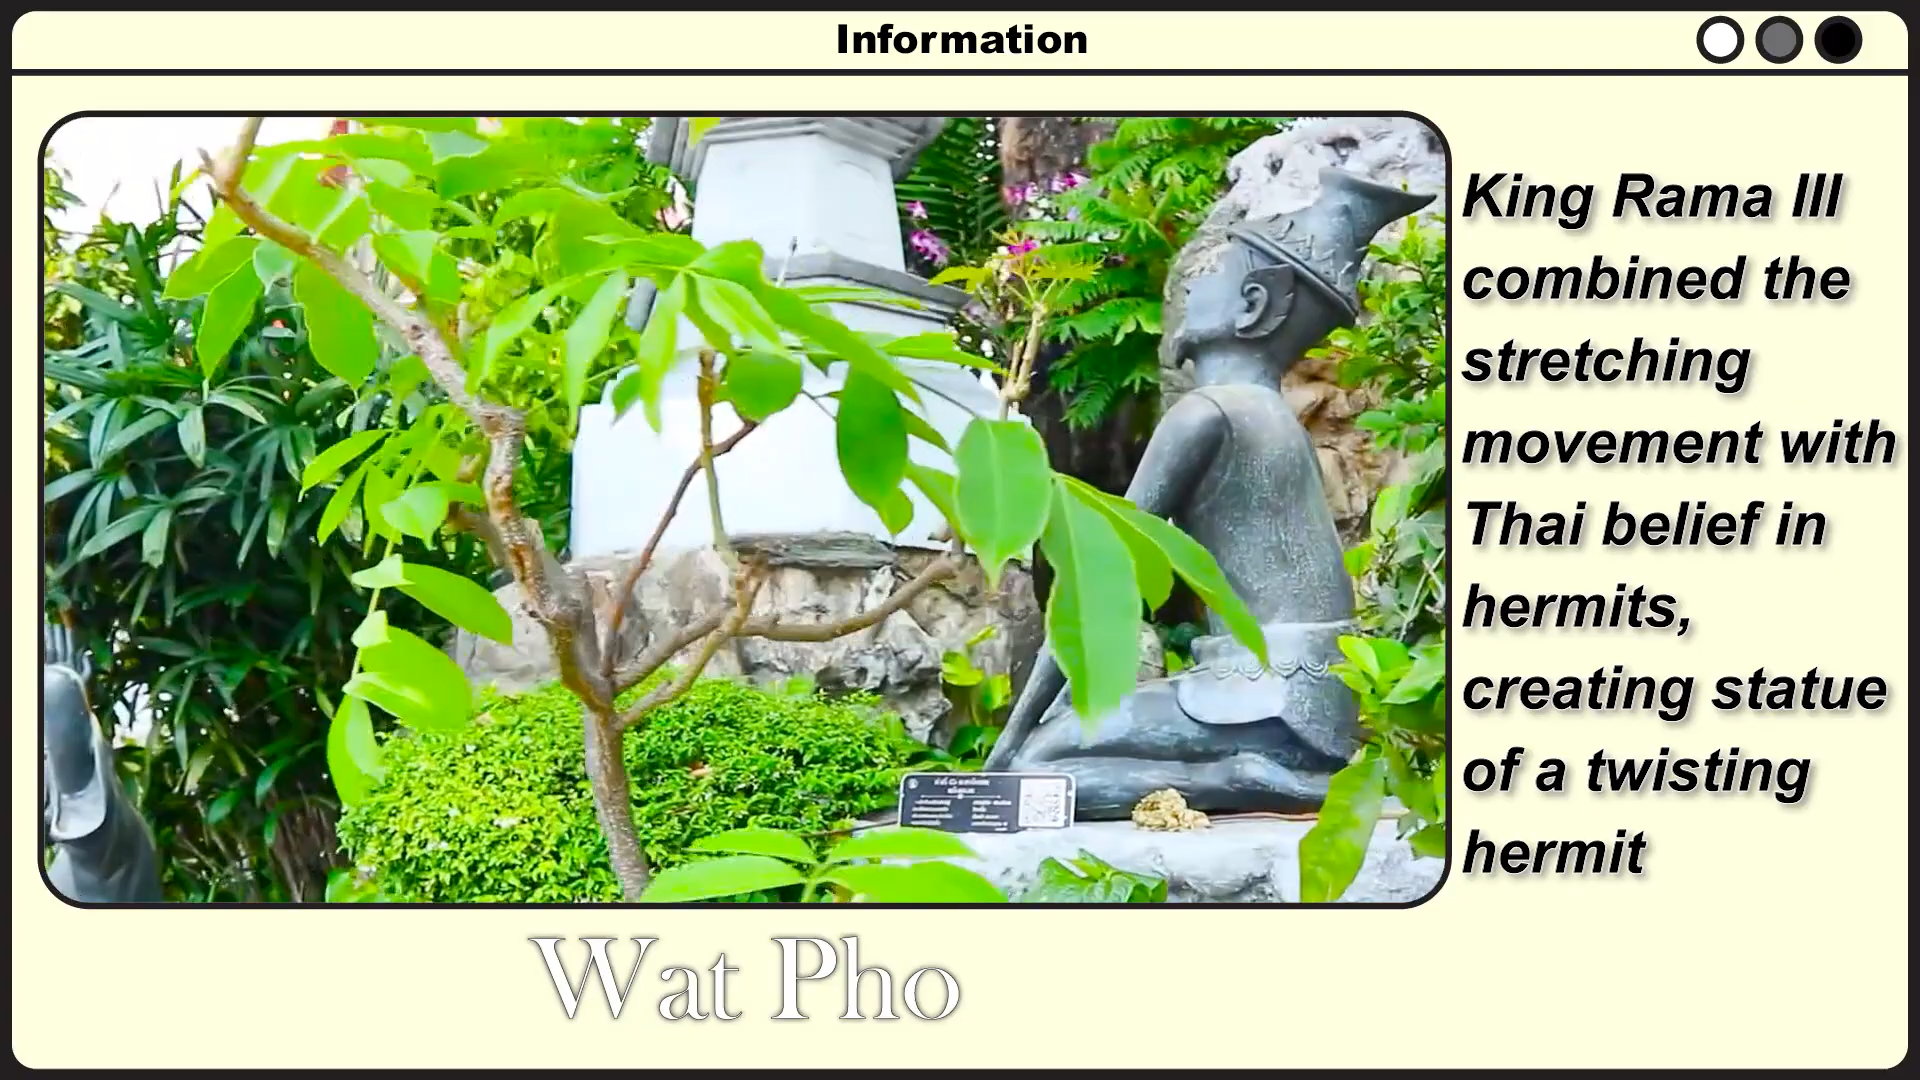 Information
King Rama III
combined the
stretching
movement with
Thai belief in
hermits,
creating statue
of a twisting
hermit
Wat Pho